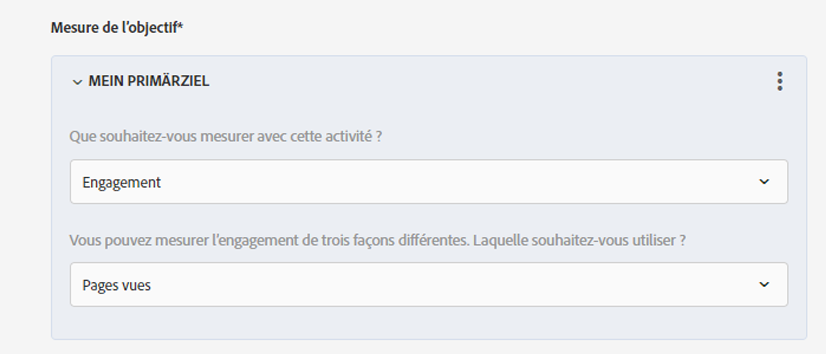 Mesure de l'objectif*
MEIN PRIMÄRZIEL
Que souhaitez-vous mesurer avec cette activité ?
Engagement
Vous pouvez mesurer l'engagement de trois façons différentes. Laquelle souhaitez-vous utiliser ?
Pages vues